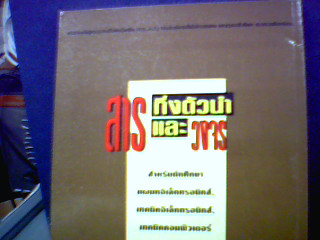 สารกึ่งตัวนำ
และวงจร
สำหรับนักศึกษา
แผนกอิเล็กทรอนิกส์,
เทคนิคอิเล็กทรอนิกส์,
เทคนิคคอมพิวเตอร์